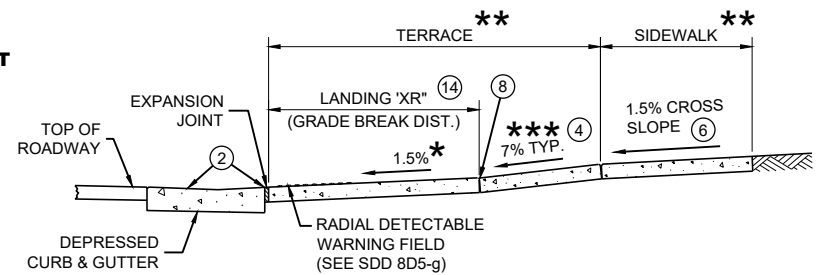 T
TERRACE **
SIDEWALK **
LANDING 'XR" 14
(GRADE BREAK DIST.)
8
EXPANSION
JOINT
TOP OF
ROADWAY
2
1.5% *
*** 4
7% TYP.
1.5% CROSS
SLOPE 6
DEPRESSED
CURB & GUTTER
RADIAL DETECTABLE
WARNING FIELD
(SEE SDD 8D5-g)